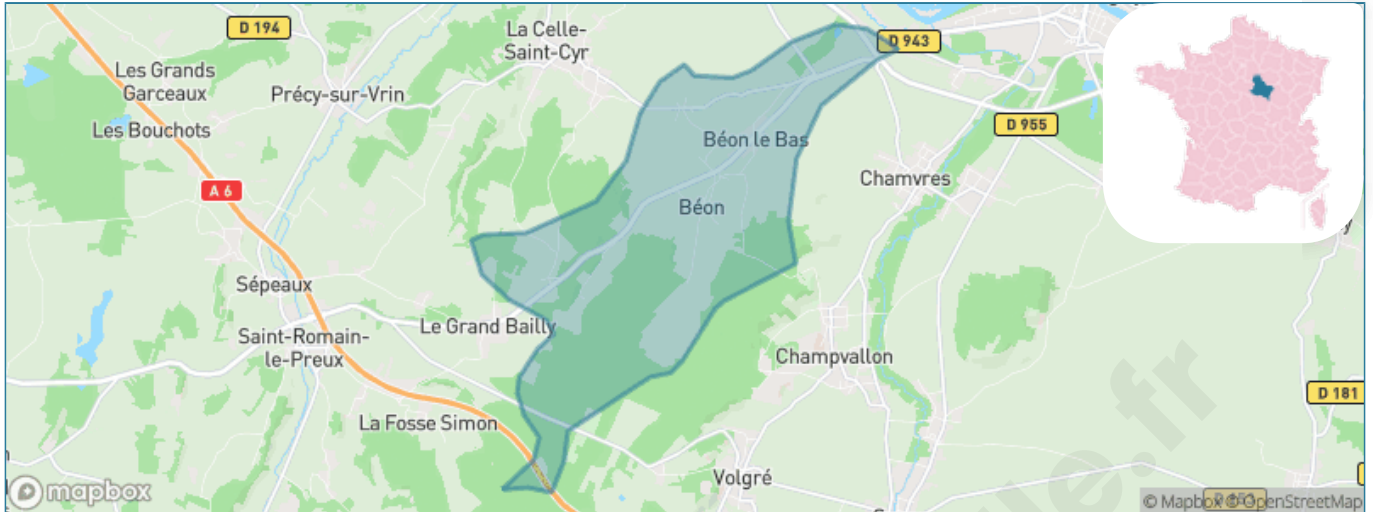 D 194
La Celle-
Saint-Cyr
D 943
Les Grands
Garceaux
Précy-sur-Vrin
Les Bouchots
D 955
Béon le Bas
Chamvres
A 6
Béon
Sépeaux
Le Grand Bailly
Saint-Romain-
le-Preux
Champvallon
D 181
La Fosse Simon
Volgré
mapbox
© Mapbox © OpenStreetMap